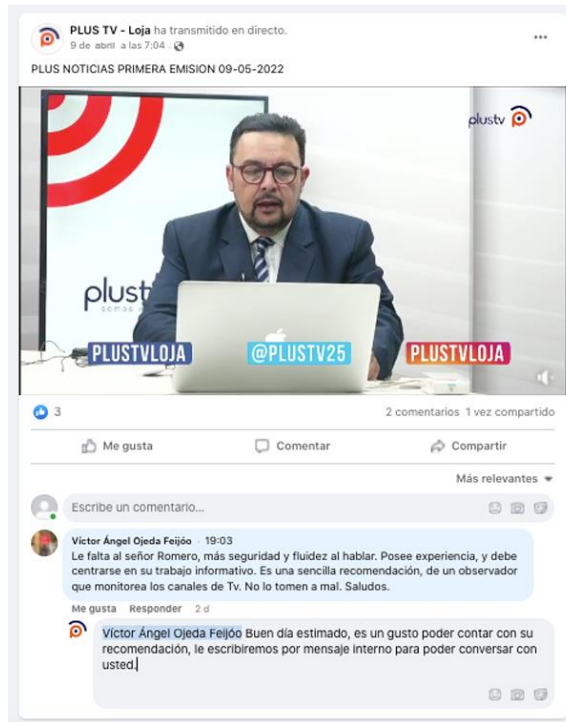 PLUS TV - Loja ha transmitido en directo.
9 de abril a las 7:04 ·
PLUS NOTICIAS PRIMERA EMISION 09-05-2022
plustv
plust
somos
PLUSTVLOJA @PLUSTV25 PLUSTVLOJA
3 2 comentarios 1 vez compartido
Me gusta Comentar Compartir
Más relevantes
Escribe un comentario...
Víctor Ángel Ojeda Feijóo · 19:03
Le falta al señor Romero, más seguridad y fluidez al hablar. Posee experiencia, y debe
centrarse en su trabajo informativo. Es una sencilla recomendación, de un observador
que monitorea los canales de Tv. No lo tomen a mal. Saludos.
Me gusta Responder 2 d
Víctor Ángel Ojeda Feijóo Buen día estimado, es un gusto poder contar con su
recomendación, le escribiremos por mensaje interno para poder conversar con
usted.